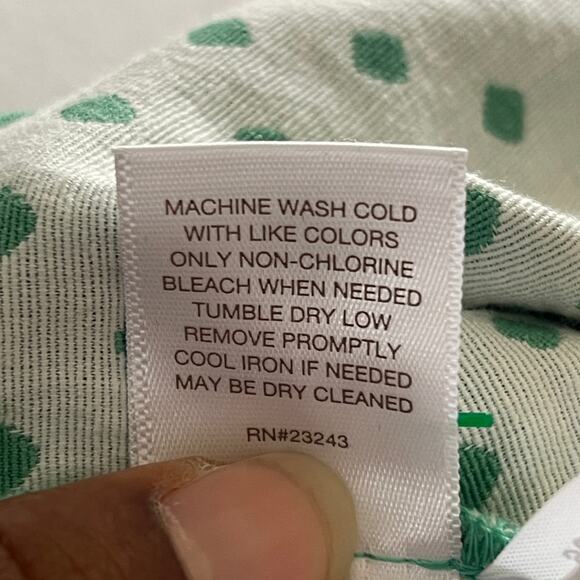 MACHINE WASH COLD
WITH LIKE COLORS
ONLY NON-CHLORINE
BLEACH WHEN NEEDED
TUMBLE DRY LOW
REMOVE PROMPTLY
COOL IRON IF NEEDED
MAY BE DRY CLEANED
RN#23243